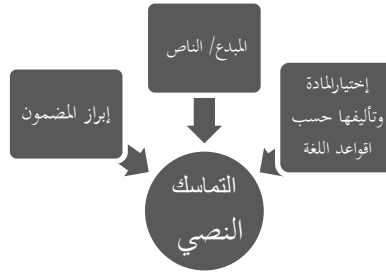 المبدع/ الناص
إختيارالمادة
وتأليفها حسب
اقواعد اللغة
إبراز المضمون
التماسك
النصي